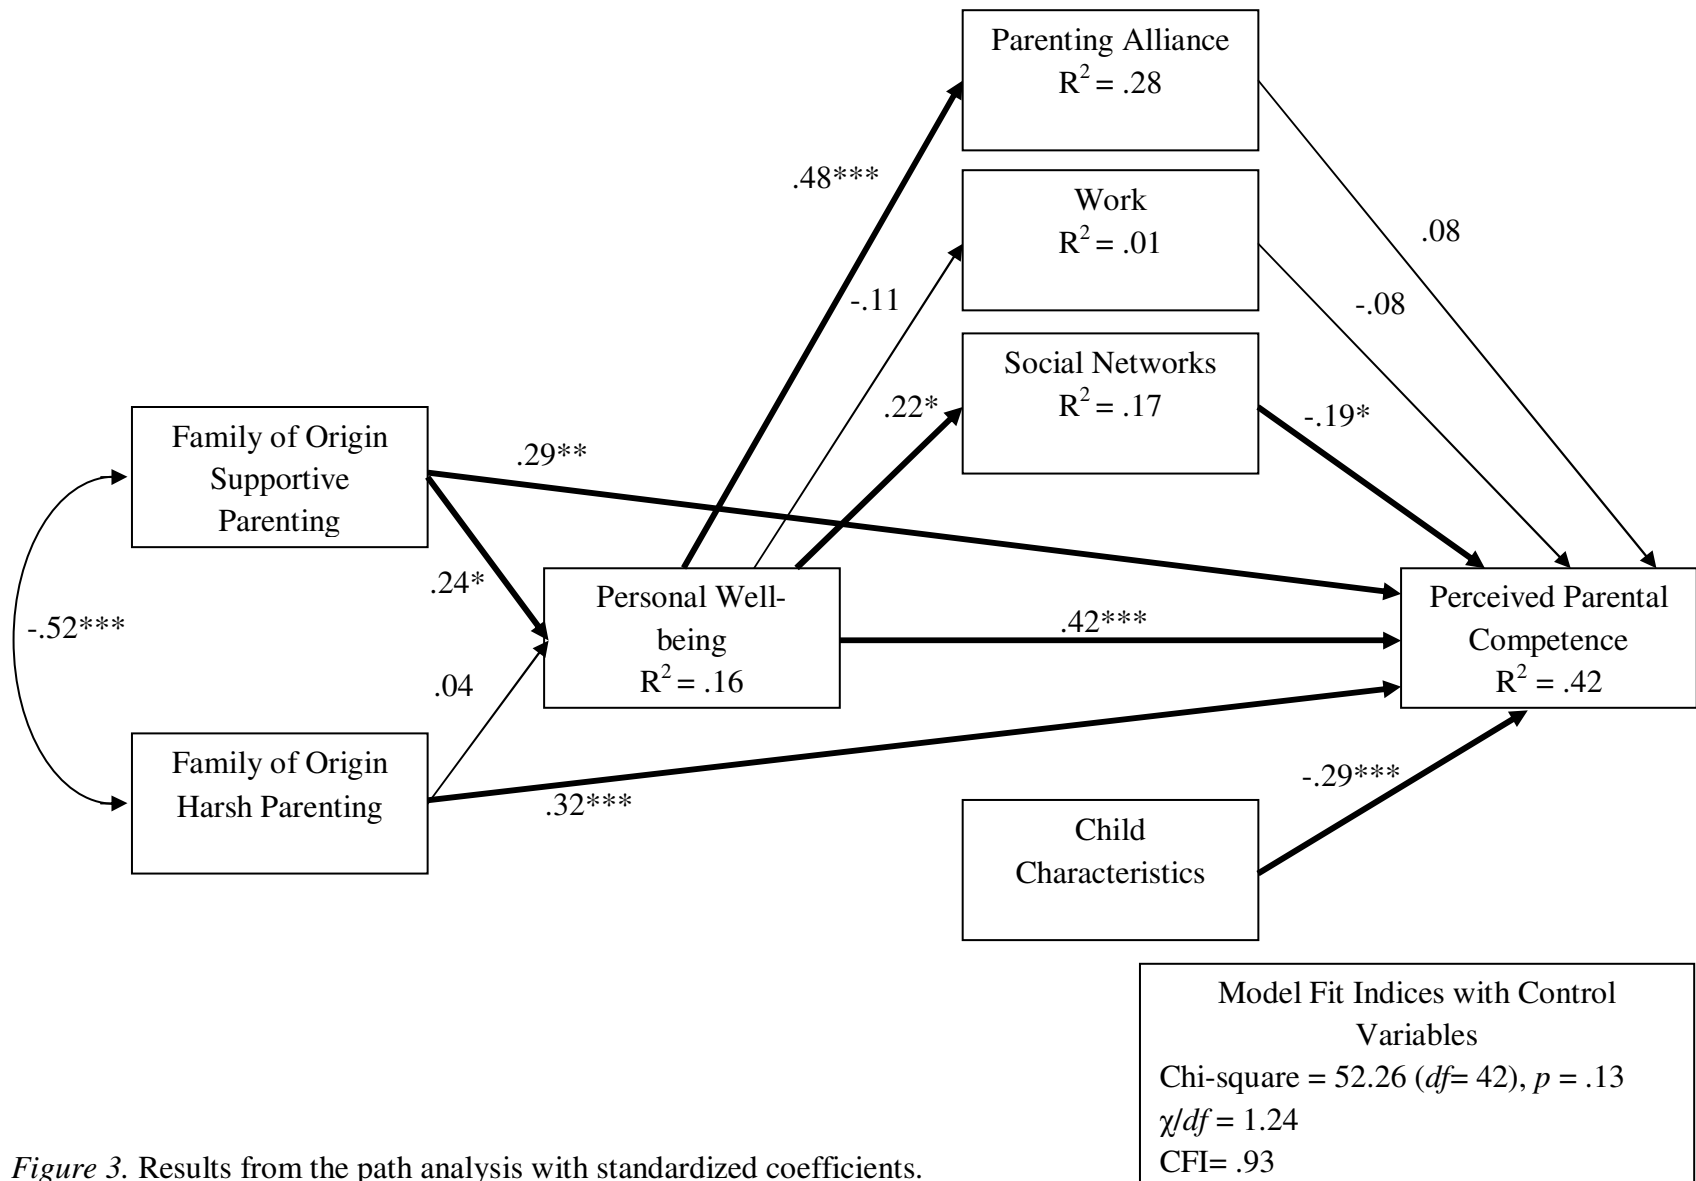 Parenting Alliance
R² = .28
.48***
Work
R² = .01
.08
-.11
-.08
Social Networks
R² = .17
.22*
-.19*
Family of Origin
Supportive
Parenting
.29**
.24*
-.52***
Personal Well-
being
R² = .16
.42***
Perceived Parental
Competence
R² = .42
.04
Family of Origin
Harsh Parenting
.32***
-.29***
Child
Characteristics
Model Fit Indices with Control
Variables
Chi-square = 52.26 (df= 42), p = .13
χ/df = 1.24
CFI= .93
Figure 3. Results from the path analysis with standardized coefficients.